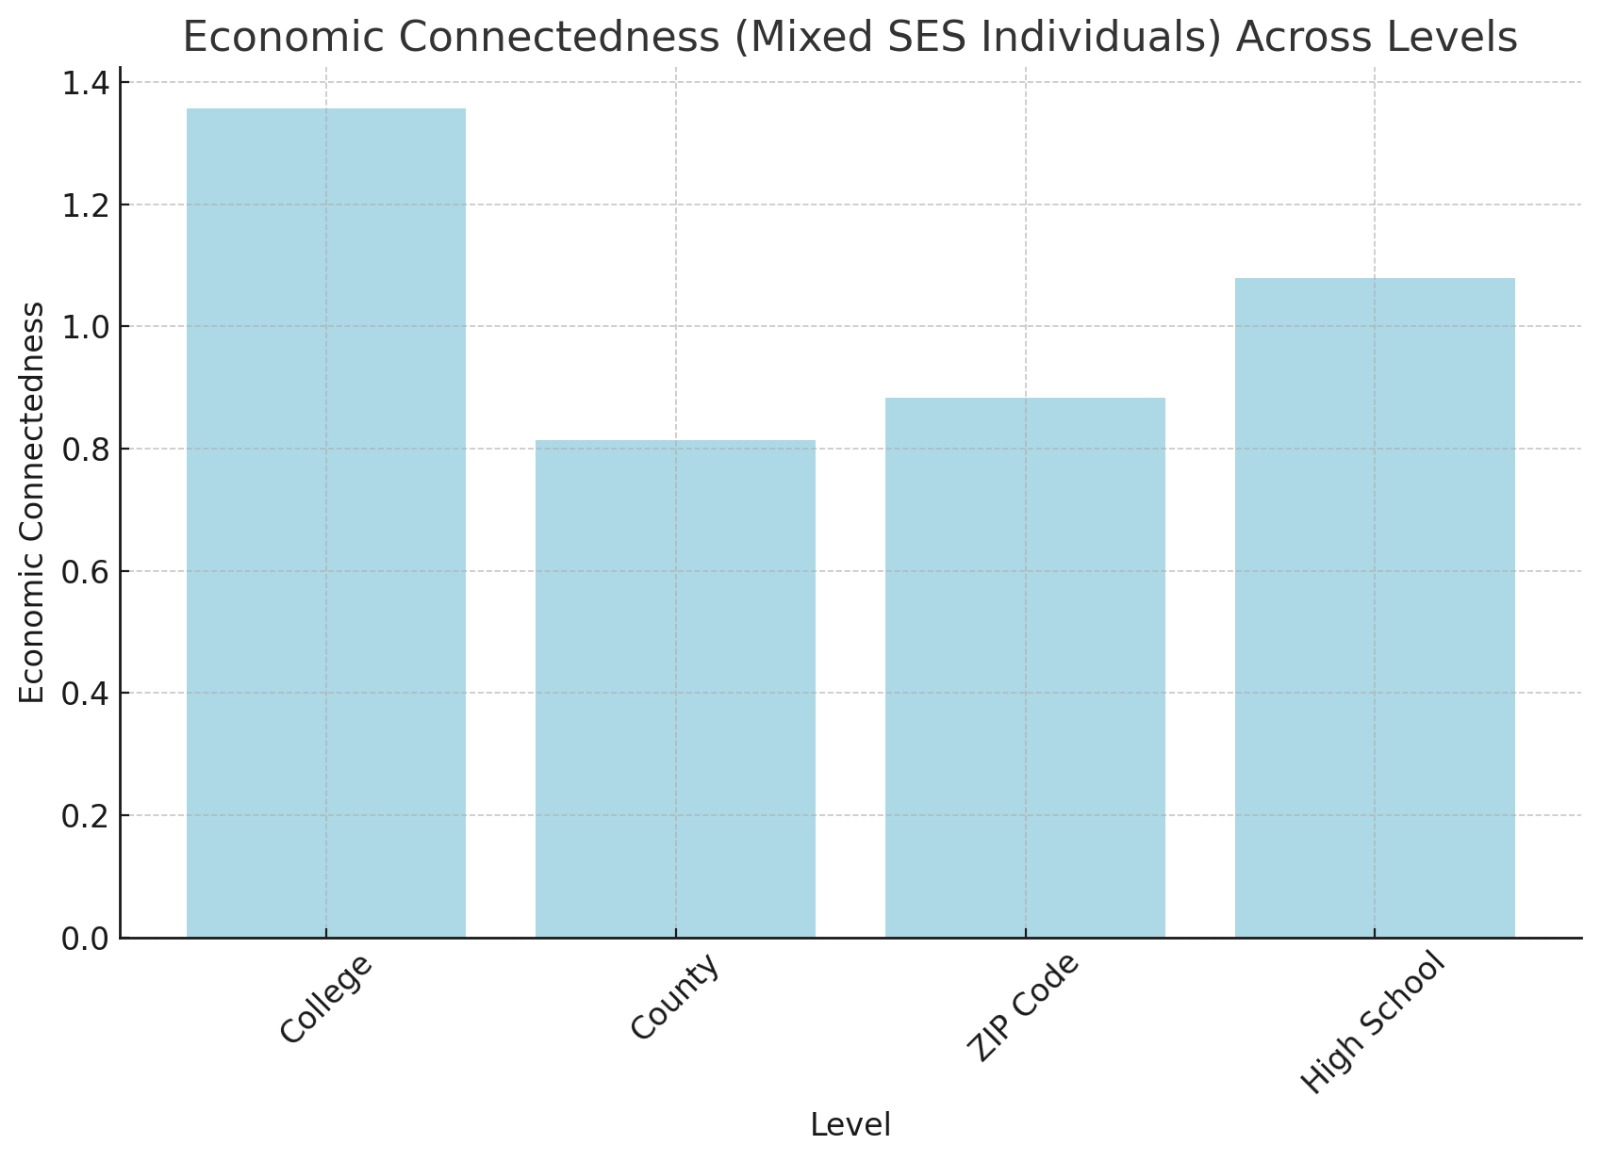 Economic Connectedness (Mixed SES Individuals) Across Levels
Economic Connectedness
1.4
1.2
1.0
0.8
0.6
0.4
0.2
0.0
College
County
ZIP Code
High School
Level